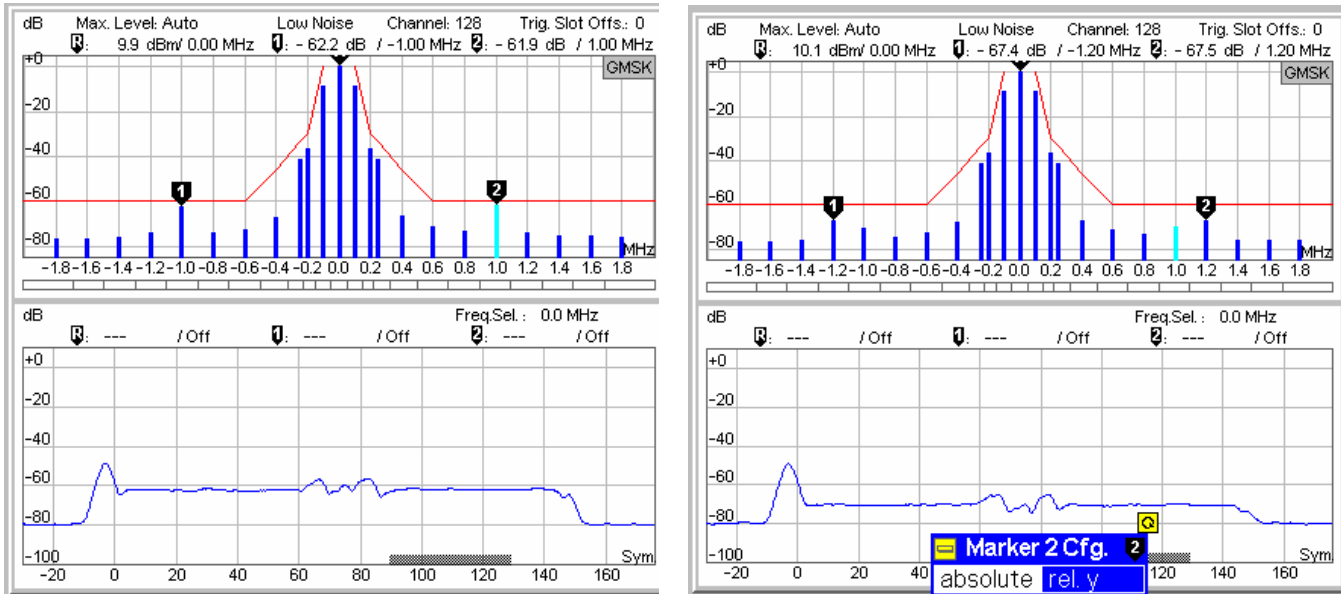 dB Max. Level: Auto Low Noise Channel: 128 Trig. Slot Offs.: 0
R: 9.9 dBm/ 0.00 MHz 1: - 62.2 dB / -1.00 MHz 2: - 61.9 dB / 1.00 MHz
+0
GMSK
-20
-40
-60
1
2
-80
MHz
-1.8 -1.6 -1.4 -1.2 -1.0 -0.8 -0.6 -0.4 -0.2 0.0 0.2 0.4 0.6 0.8 1.0 1.2 1.4 1.6 1.8
dB Freq.Sel. : 0.0 MHz
R: --- / Off 1: --- / Off 2: --- / Off
+0
-20
-40
-60
-80
-100
Sym
-20 0 20 40 60 80 100 120 140 160
dB Max. Level: Auto Low Noise Channel: 128 Trig. Slot Offs.: 0
R: 10.1 dBm/ 0.00 MHz 1: - 67.4 dB / -1.20 MHz 2: - 67.5 dB / 1.20 MHz
+0
GMSK
-20
-40
-60
1
2
-80
MHz
-1.8 -1.6 -1.4 -1.2 -1.0 -0.8 -0.6 -0.4 -0.2 0.0 0.2 0.4 0.6 0.8 1.0 1.2 1.4 1.6 1.8
dB Freq.Sel. : 0.0 MHz
R: --- / Off 1: --- / Off 2: --- / Off
+0
-20
-40
-60
-80
-100
Sym.
-20 0 20 40 120 140 160
Marker 2 Cfg. 2
absolute rel. y